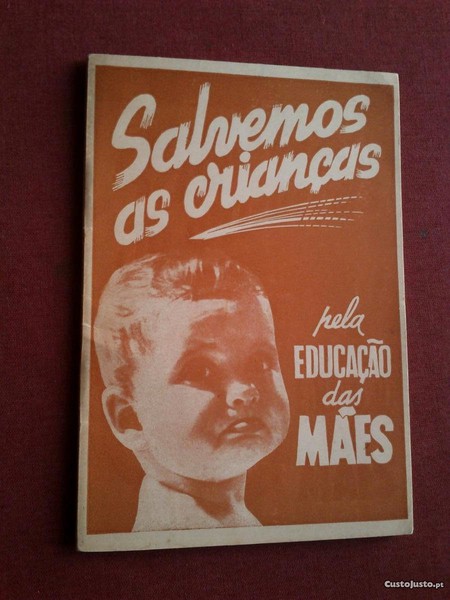 Salvemos
as crianças
pela
EDUCAÇÃO
das
MÃES
CustoJusto.pt